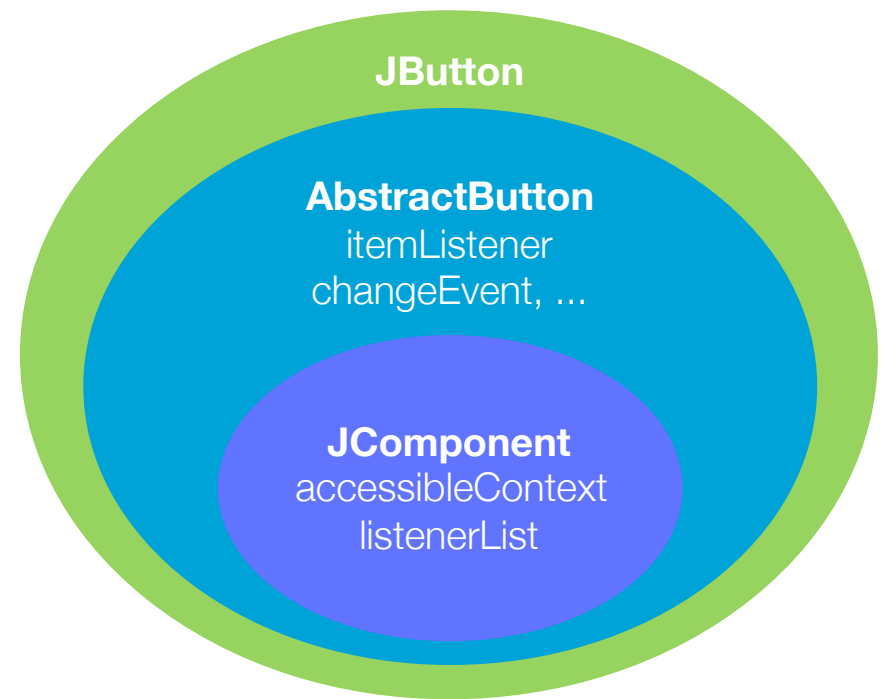 JButton
AbstractButton
itemListener
changeEvent, ...
JComponent
accessibleContext
listenerList